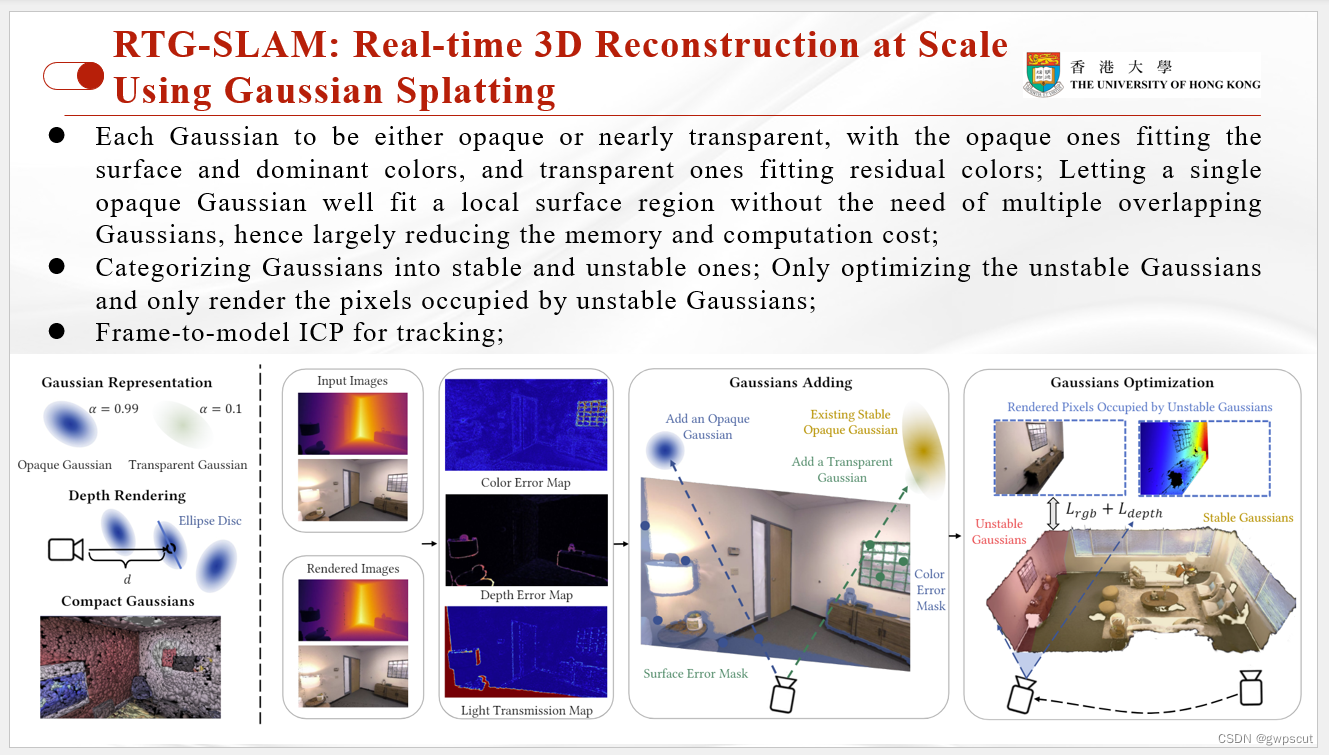 RTG-SLAM: Real-time 3D Reconstruction at Scale
Using Gaussian Splatting
香 港 大 學
THE UNIVERSITY OF HONG KONG
● Each Gaussian to be either opaque or nearly transparent, with the opaque ones fitting the
surface and dominant colors, and transparent ones fitting residual colors; Letting a single
opaque Gaussian well fit a local surface region without the need of multiple overlapping
Gaussians, hence largely reducing the memory and computation cost;
● Categorizing Gaussians into stable and unstable ones; Only optimizing the unstable Gaussians
and only render the pixels occupied by unstable Gaussians;
● Frame-to-model ICP for tracking;
Gaussian Representation
α = 0.99
α = 0.1
Opaque Gaussian
Transparent Gaussian
Depth Rendering
Ellipse Disc
d
Compact Gaussians
Input Images
Rendered Images
Color Error Map
Depth Error Map
Light Transmission Map
Gaussians Adding
Add an Opaque
Gaussian
Existing Stable
Opaque Gaussian
Add a Transparent
Gaussian
Color
Error
Mask
Surface Error Mask
Gaussians Optimization
Rendered Pixels Occupied by Unstable Gaussians
L_rgb + L_depth
Unstable
Gaussians
Stable Gaussians
CSDN @gwpscut